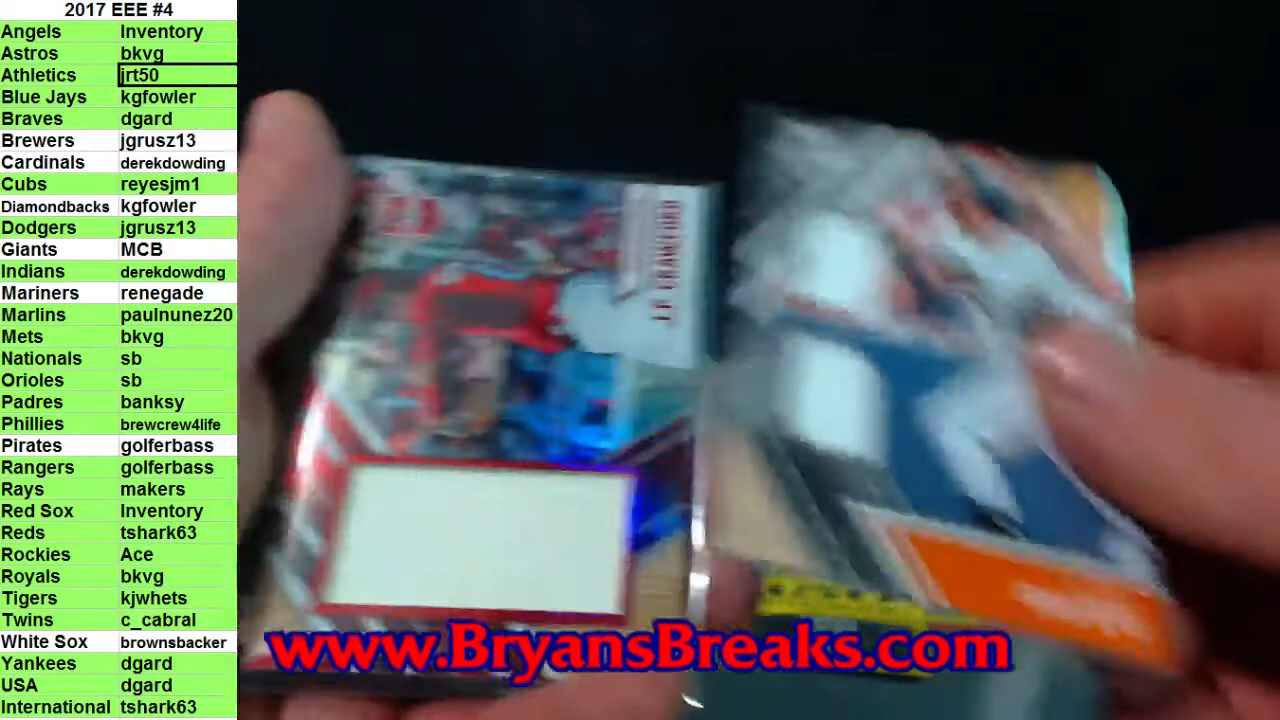 2017 EEE #4
Angels Inventory
Astros bkvg
Athletics jrt50
Blue Jays kgfowler
Braves dgard
Brewers jgrusz13
Cardinals derekdowding
Cubs reyesjm1
Diamondbacks kgfowler
Dodgers jgrusz13
Giants MCB
Indians derekdowding
Mariners renegade
Marlins paulnunez20
Mets bkvg
Nationals sb
Orioles sb
Padres banksy
Phillies brewcrew4life
Pirates golferbass
Rangers golferbass
Rays makers
Red Sox Inventory
Reds tshark63
Rockies Ace
Royals bkvg
Tigers kjwhets
Twins c_cabral
White Sox brownsbacker
Yankees dgard
USA dgard
International tshark63
www.BryansBreaks.com